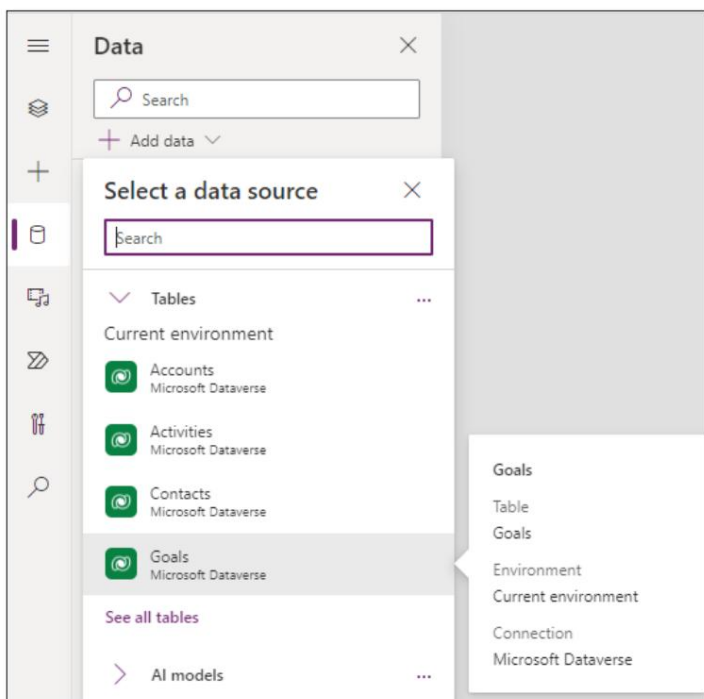 Data
Search
Add data
Select a data source
Search
Tables
...
Current environment
Accounts
Microsoft Dataverse
Activities
Microsoft Dataverse
Contacts
Microsoft Dataverse
Goals
Microsoft Dataverse
See all tables
AI models
...
Goals
Table
Goals
Environment
Current environment
Connection
Microsoft Dataverse